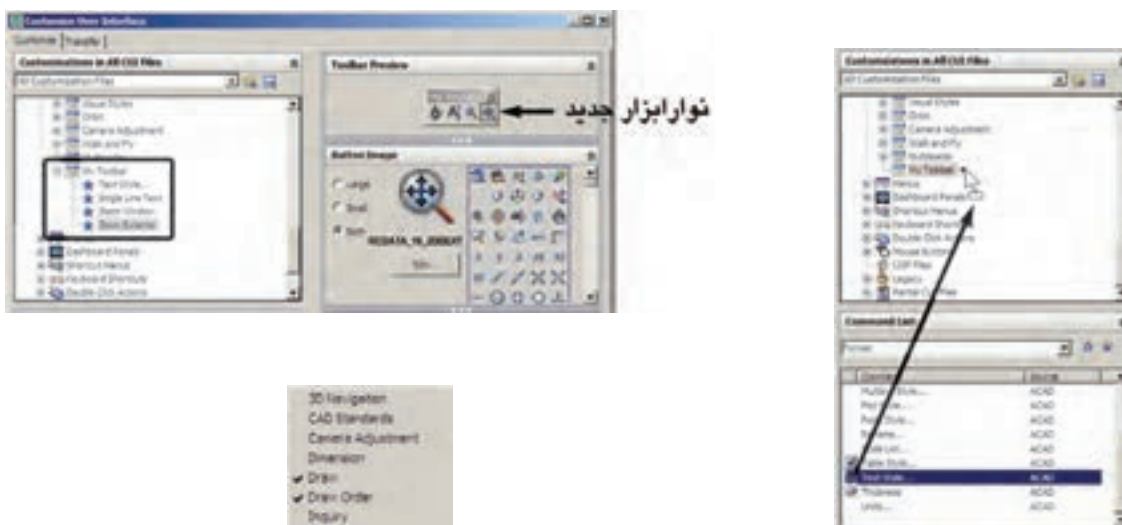 Customize User Interface
Customize
Transfer
Customizations in All CUI Files
All Customization Files
Visual Styles
Orbit
Camera Adjustment
Walk and Fly
My Toolbar
Text Style...
Single Line Text
Zoom Window
Zoom Extents
Dashboard Panels
Shortcut Menus
Keyboard Shortcuts
Double Click Actions
Toolbar Preview
نوارابزار جدید
Button Image
Large
Small
Both
Edit...
3D Navigation
CAD Standards
Camera Adjustment
Dimension
Draw
Draw Order
Inquiry
Customizations in All CUI Files
All Customization Files
Visual Styles
Orbit
Camera Adjustment
Walk and Fly
My Toolbar
Menus
Dashboard Panels
Shortcut Menus
Keyboard Shortcuts
Double Click Actions
Mouse Buttons
LISP Files
Legacy
Partial CUI Files
Command List
Command
Source
Multiline Style... ACAD
Plot Style... ACAD
Point Style... ACAD
ACAD
ACAD
Table Style... ACAD
Text Style... ACAD
Thickness ACAD
Units... ACAD